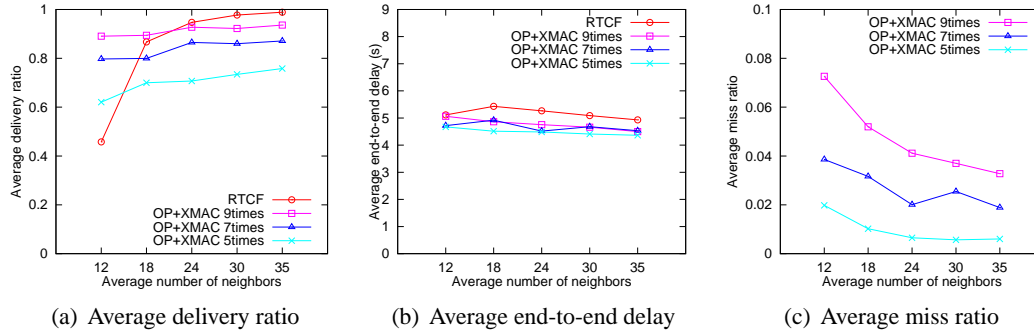 1
0.8
0.6
0.4
0.2
0
12 18 24 30 35
Average delivery ratio
Average number of neighbors
RTCF
OP+XMAC 9times
OP+XMAC 7times
OP+XMAC 5times
(a) Average delivery ratio
9
8
7
6
5
4
3
2
1
0
12 18 24 30 35
Average end-to-end delay (s)
Average number of neighbors
RTCF
OP+XMAC 9times
OP+XMAC 7times
OP+XMAC 5times
(b) Average end-to-end delay
0.1
0.08
0.06
0.04
0.02
0
12 18 24 30 35
Average miss ratio
Average number of neighbors
OP+XMAC 9times
OP+XMAC 7times
OP+XMAC 5times
(c) Average miss ratio